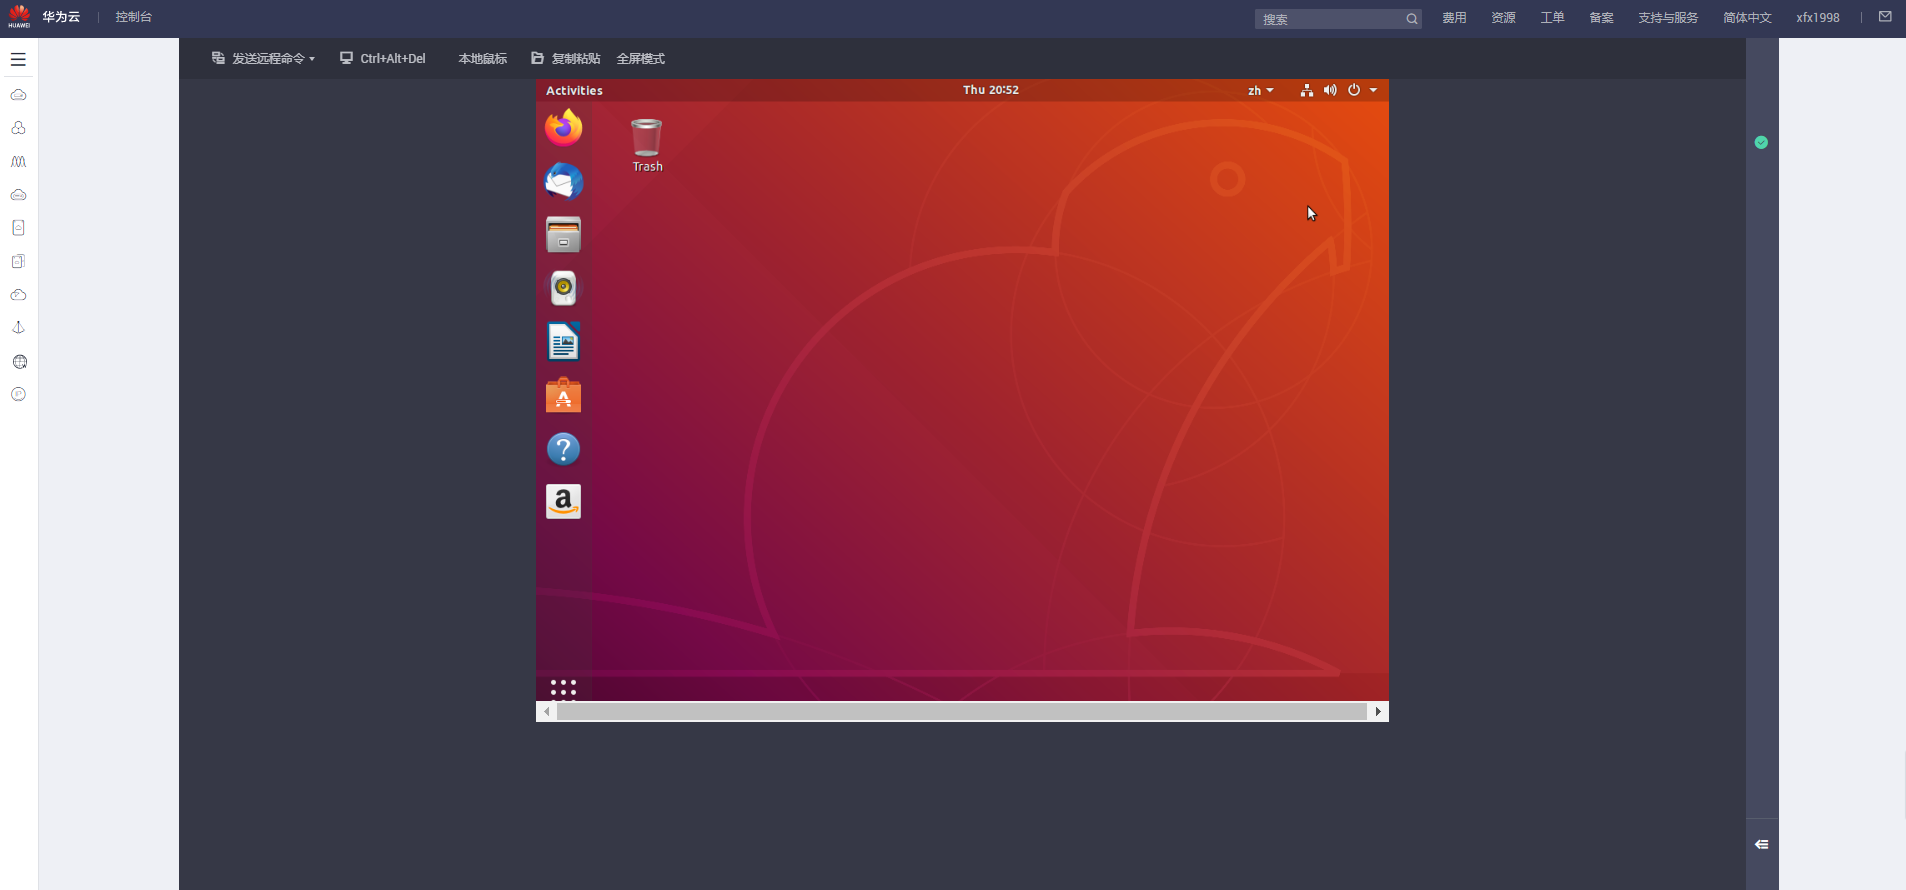 HUAWEI 华为云 控制台 搜索 费用 资源 工单 备案 支持与服务 简体中文 xfx1998
发送远程命令 Ctrl+Alt+Del 本地鼠标 复制粘贴 全屏模式
Activities Thu 20:52 zh
Trash